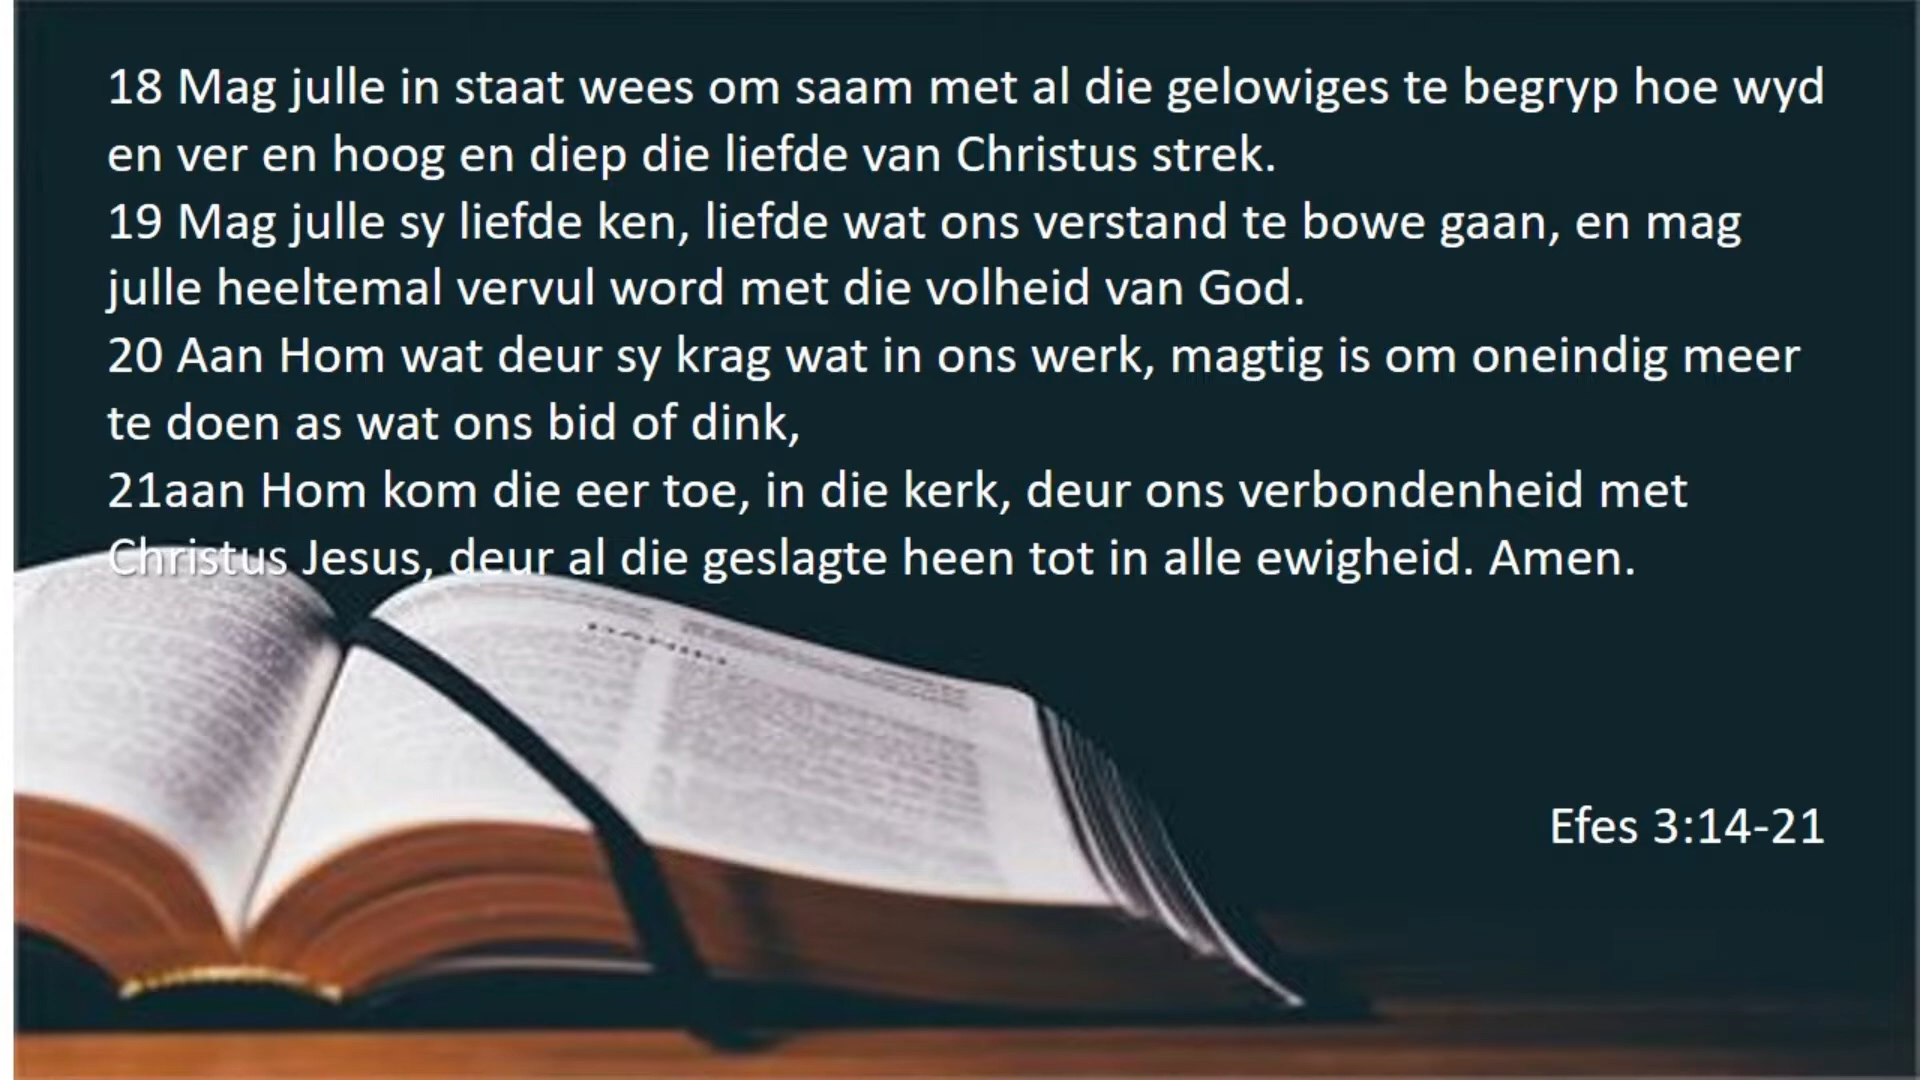 18 Mag julle in staat wees om saam met al die gelowiges te begryp hoe wyd
en ver en hoog en diep die liefde van Christus strek.
19 Mag julle sy liefde ken, liefde wat ons verstand te bowe gaan, en mag
julle heeltemal vervul word met die volheid van God.
20 Aan Hom wat deur sy krag wat in ons werk, magtig is om oneindig meer
te doen as wat ons bid of dink,
21aan Hom kom die eer toe, in die kerk, deur ons verbondenheid met
Christus Jesus, deur al die geslagte heen tot in alle ewigheid. Amen.
Efes 3:14-21